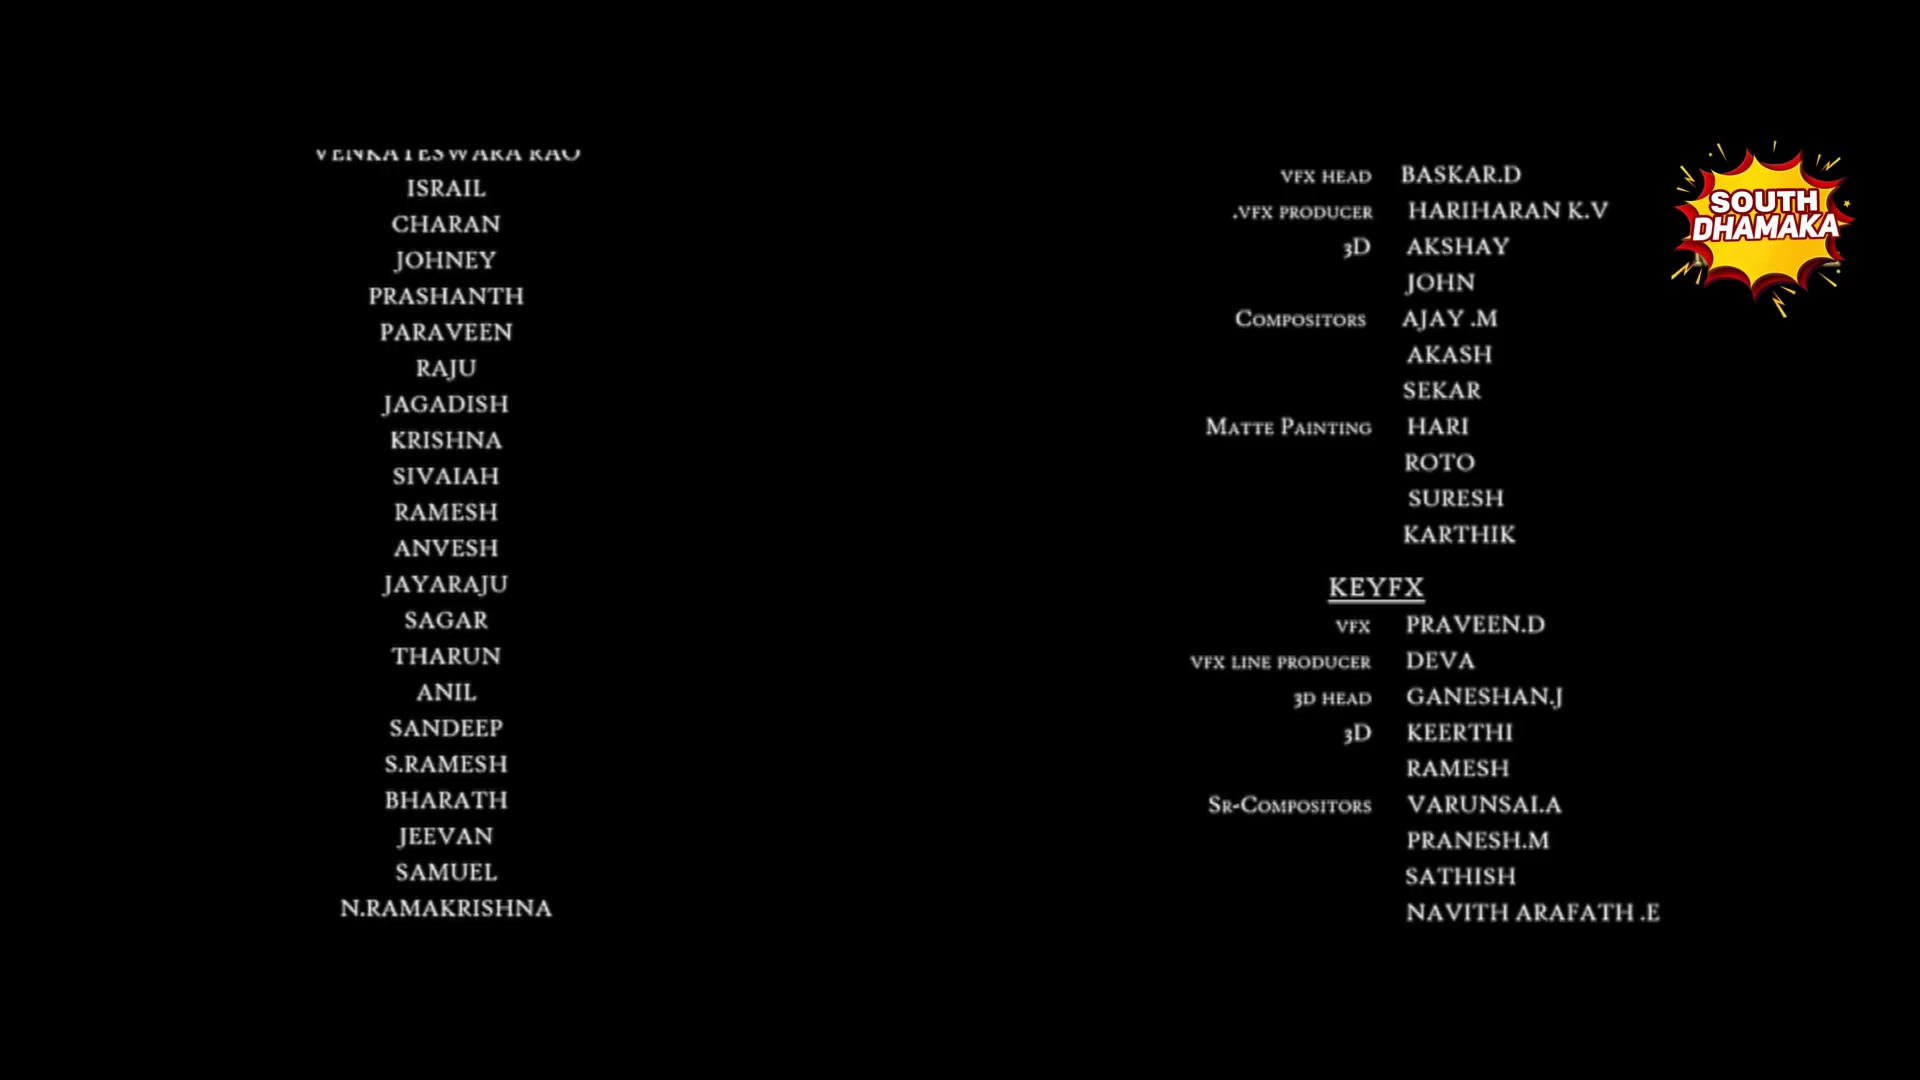 VENKATESWARA RAO
ISRAIL
CHARAN
JOHNEY
PRASHANTH
PARAVEEN
RAJU
JAGADISH
KRISHNA
SIVAIAH
RAMESH
ANVESH
JAYARAJU
SAGAR
THARUN
ANIL
SANDEEP
S.RAMESH
BHARATH
JEEVAN
SAMUEL
N.RAMAKRISHNA
VFX HEAD BASKAR.D
.VFX PRODUCER HARIHARAN K.V
3D AKSHAY
JOHN
COMPOSITORS AJAY .M
AKASH
SEKAR
MATTE PAINTING HARI
ROTO
SURESH
KARTHIK
KEYFX
VFX PRAVEEN.D
VFX LINE PRODUCER DEVA
3D HEAD GANESHAN.J
3D KEERTHI
RAMESH
SR-COMPOSITORS VARUNSAI.A
PRANESH.M
SATHISH
NAVITH ARAFATH .E
SOUTH
DHAMAKA